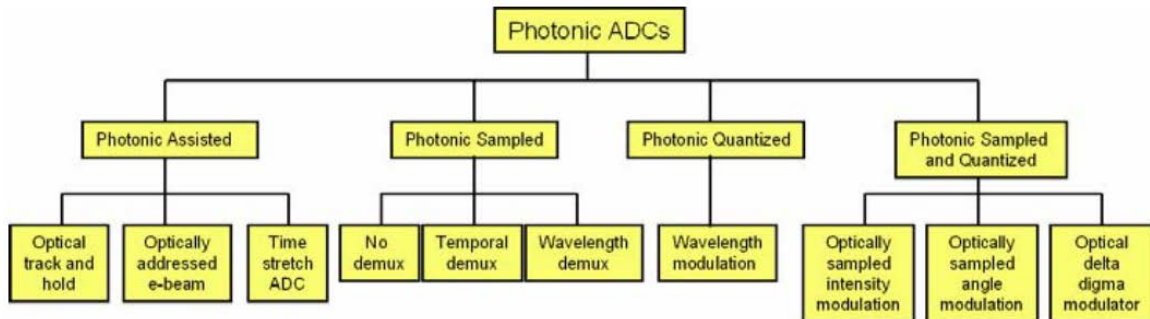 Photonic ADCs
Photonic Assisted
Photonic Sampled
Photonic Quantized
Photonic Sampled
and Quantized
Optical
track and
hold
Optically
addressed
e-beam
Time
stretch
ADC
No
demux
Temporal
demux
Wavelength
demux
Wavelength
modulation
Optically
sampled
intensity
modulation
Optically
sampled
angle
modulation
Optical
delta
digma
modulator